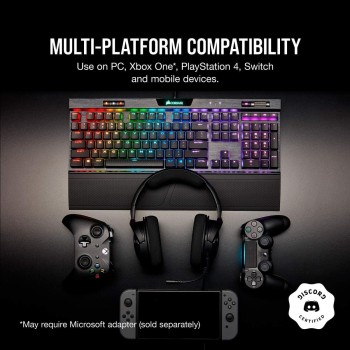 MULTI-PLATFORM COMPATIBILITY
Use on PC, Xbox One*, PlayStation 4, Switch
and mobile devices.
CORSAIR
DISCORD
CERTIFIED
*May require Microsoft adapter (sold separately)